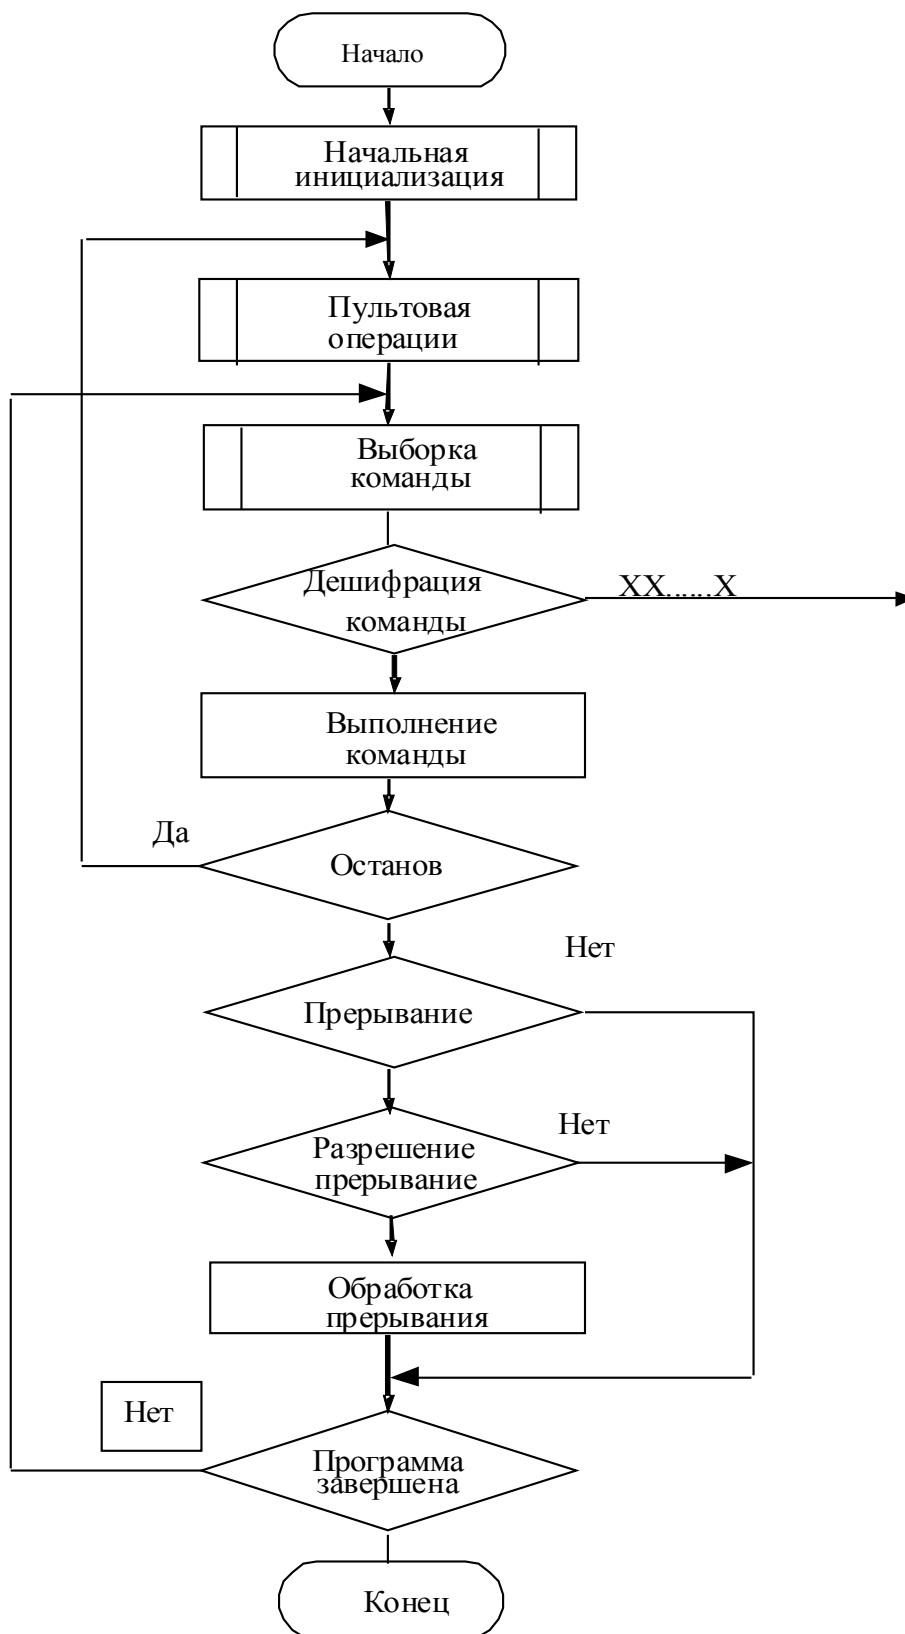 Начало
Начальная
инициализация
Пультовая
операции
Выборка
команды
Дешифрация
команды
XX......X
Выполнение
команды
Да
Останов
Нет
Прерывание
Нет
Разрешение
прерывание
Обработка
прерывания
Нет
Программа
завершена
Конец